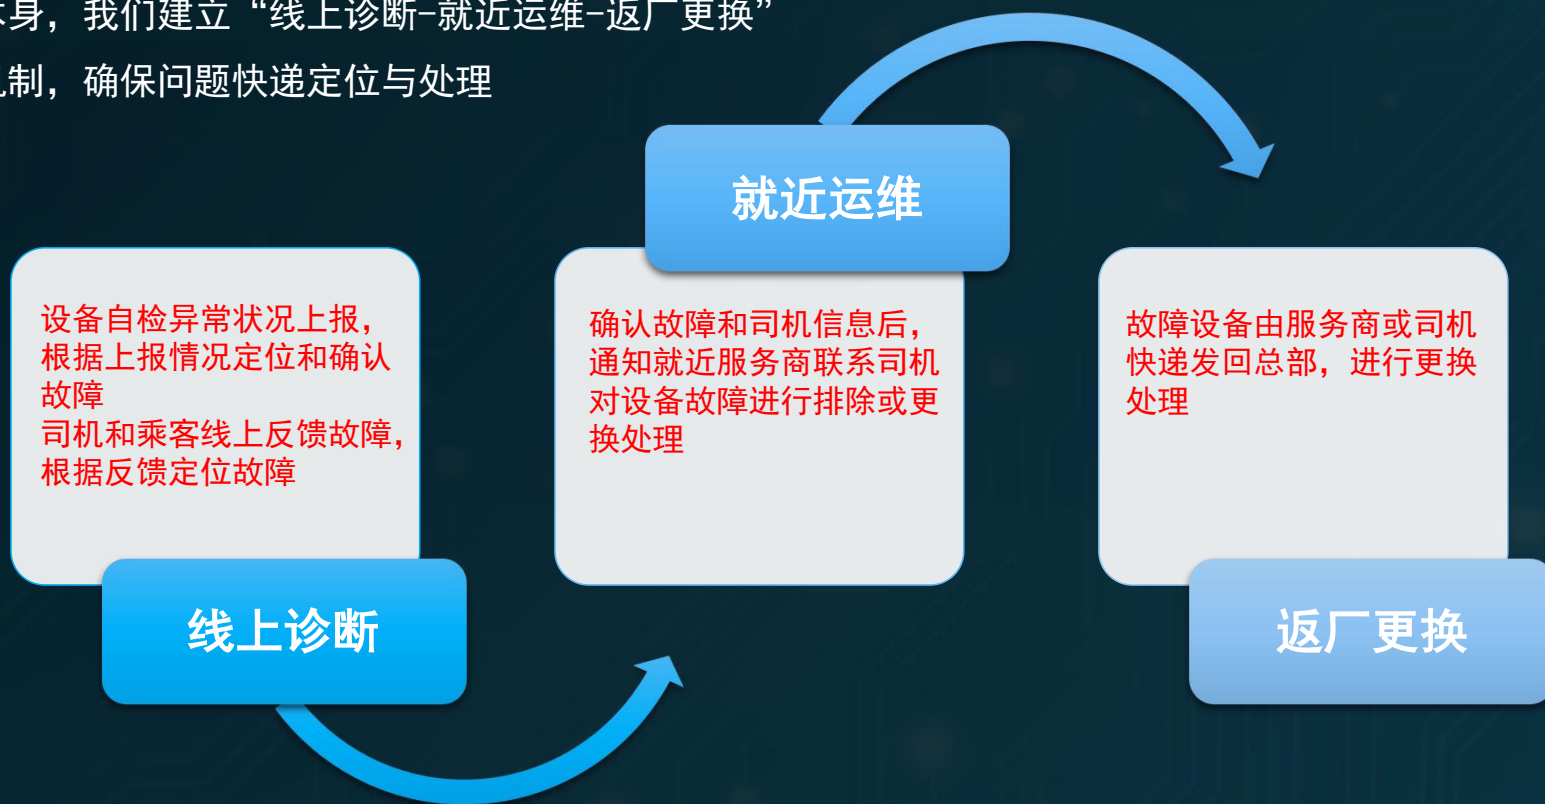 本身，我们建立“线上诊断-就近运维-返厂更换”
机制，确保问题快递定位与处理
就近运维
设备自检异常状况上报，
根据上报情况定位和确认
故障
司机和乘客线上反馈故障，
根据反馈定位故障
线上诊断
确认故障和司机信息后，
通知就近服务商联系司机
对设备故障进行排除或更
换处理
故障设备由服务商或司机
快递发回总部，进行更换
处理
返厂更换